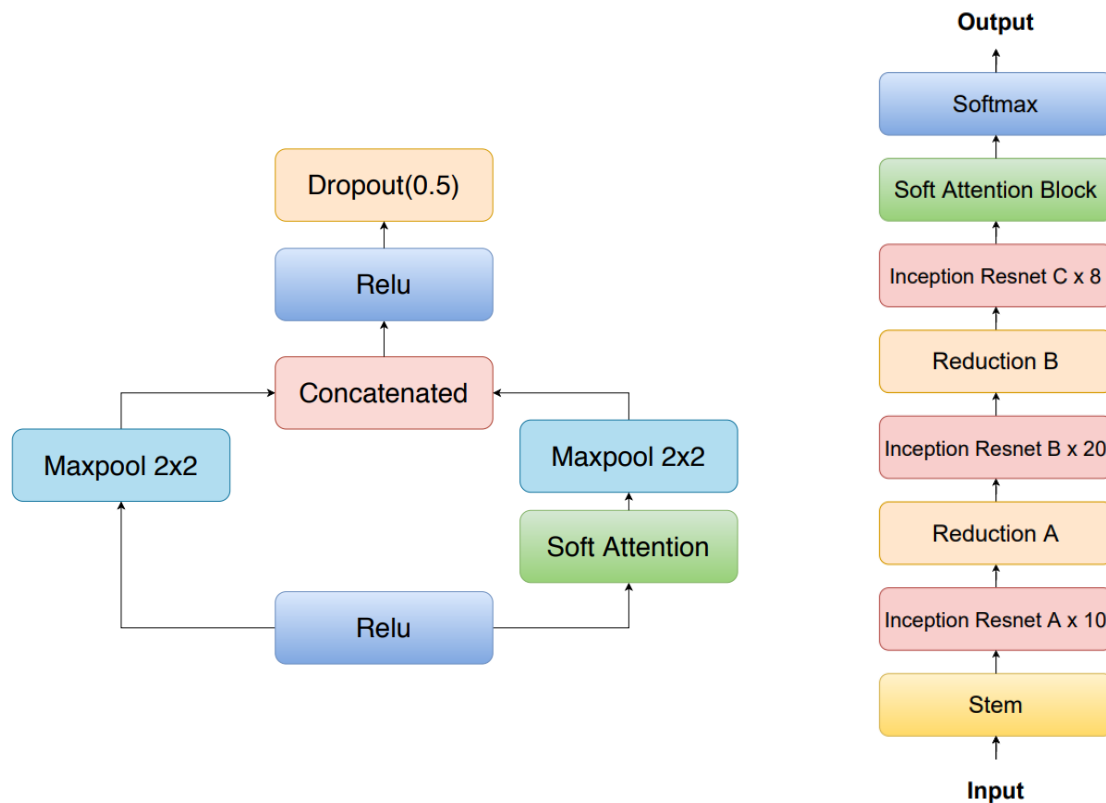 Dropout(0.5)
Relu
Concatenated
Maxpool 2x2
Maxpool 2x2
Soft Attention
Relu
Output
Softmax
Soft Attention Block
Inception Resnet C x 8
Reduction B
Inception Resnet B x 20
Reduction A
Inception Resnet A x 10
Stem
Input